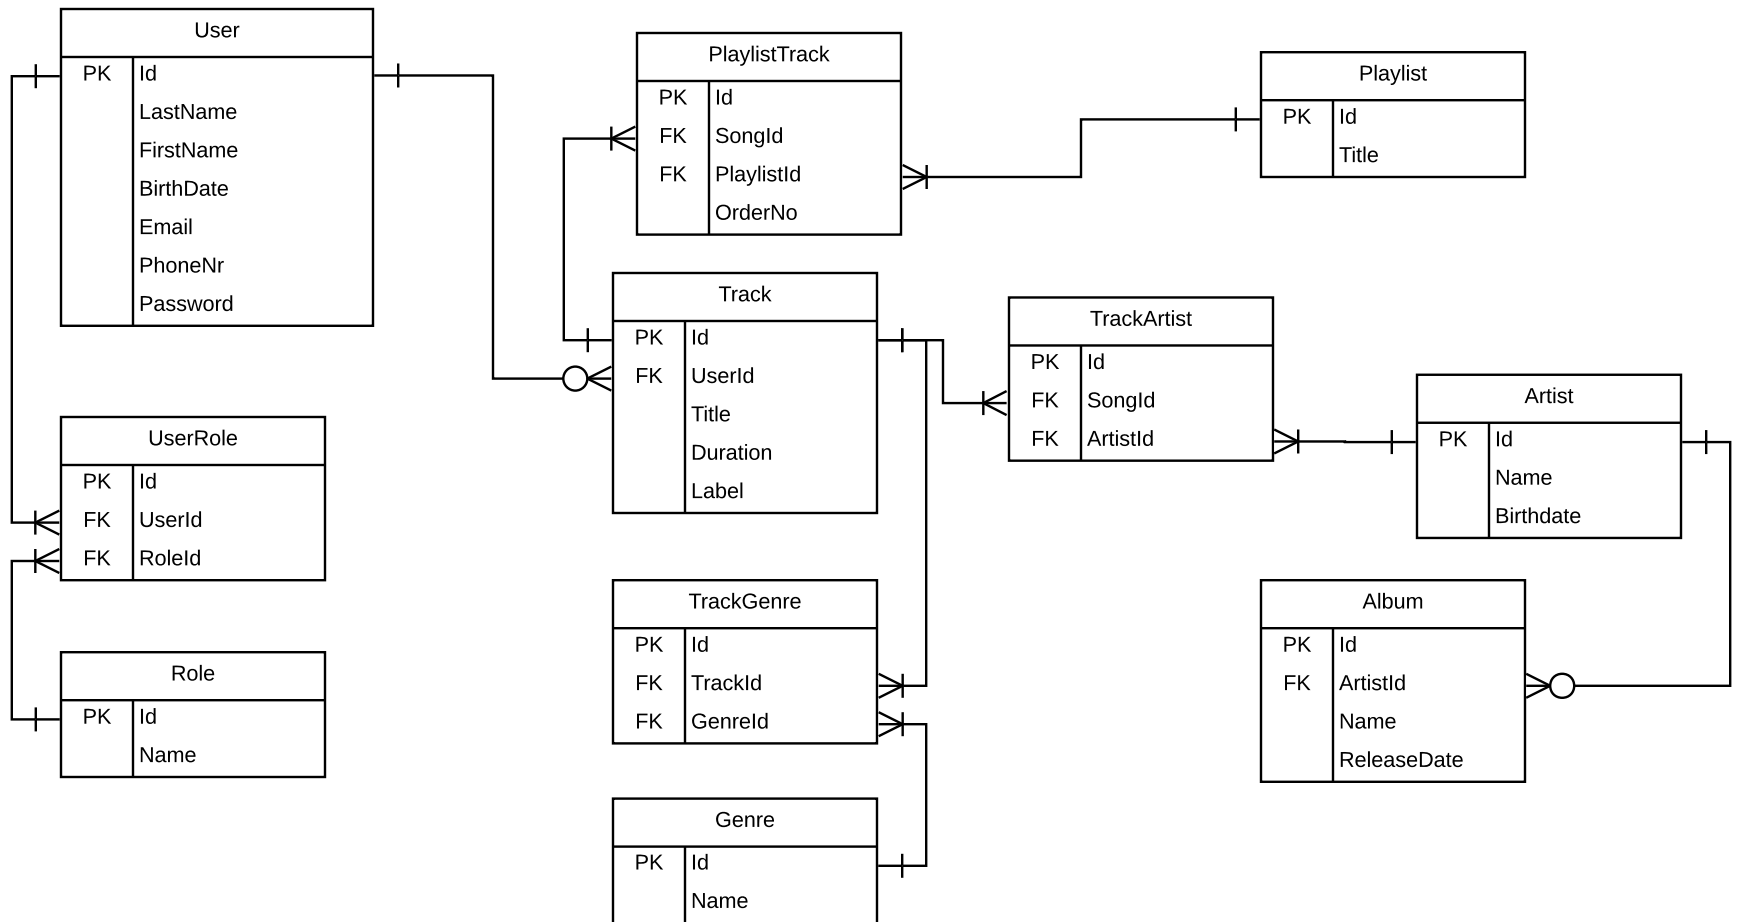 User
PK Id
LastName
FirstName
BirthDate
Email
PhoneNr
Password
UserRole
PK Id
FK UserId
FK RoleId
Role
PK Id
Name
PlaylistTrack
PK Id
FK SongId
FK PlaylistId
OrderNo
Track
PK Id
FK UserId
Title
Duration
Label
TrackGenre
PK Id
FK TrackId
FK GenreId
Genre
PK Id
Name
TrackArtist
PK Id
FK SongId
FK ArtistId
Playlist
PK Id
Title
Artist
PK Id
Name
Birthdate
Album
PK Id
FK ArtistId
Name
ReleaseDate